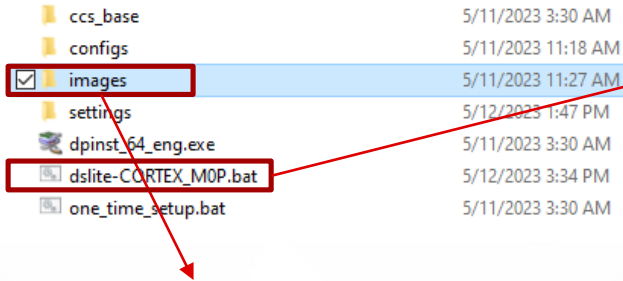 ccs_base 5/11/2023 3:30 AM
configs 5/11/2023 11:18 AM
images 5/11/2023 11:27 AM
settings 5/12/2023 1:47 PM
dpinst_64_eng.exe 5/11/2023 3:30 AM
dslite-CORTEX_M0P.bat 5/12/2023 3:34 PM
one_time_setup.bat 5/11/2023 3:30 AM